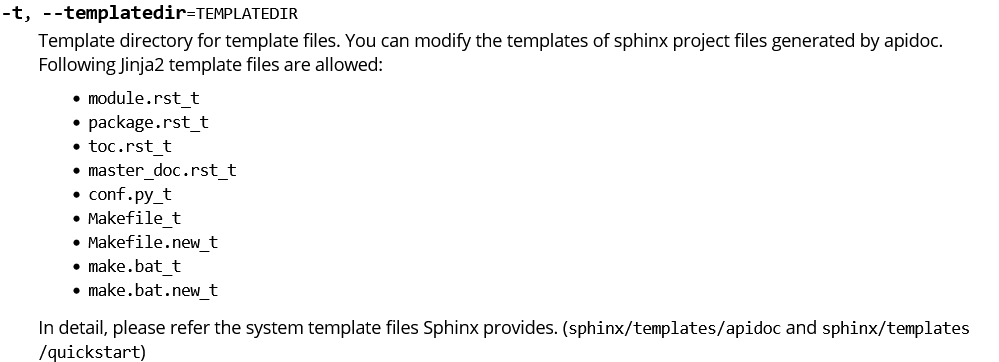 -t, --templatedir=TEMPLATEDIR
Template directory for template files. You can modify the templates of sphinx project files generated by apidoc.
Following Jinja2 template files are allowed:
• module.rst_t
• package.rst_t
• toc.rst_t
• master_doc.rst_t
• conf.py_t
• Makefile_t
• Makefile.new_t
• make.bat_t
• make.bat.new_t
In detail, please refer the system template files Sphinx provides. (sphinx/templates/apidoc and sphinx/templates
/quickstart)